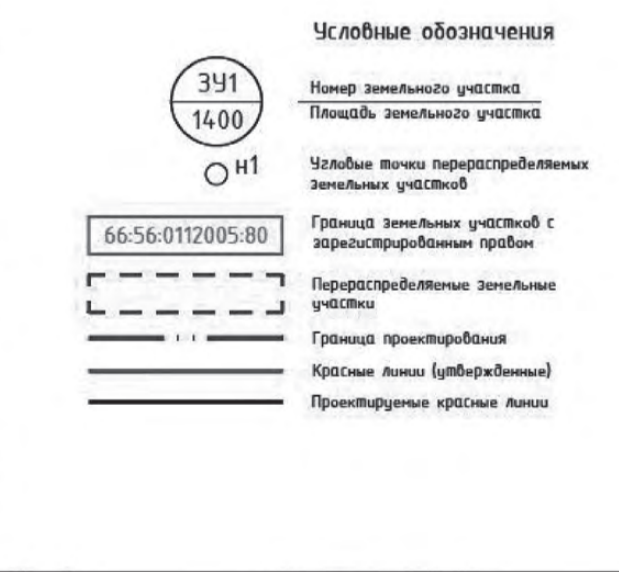 Условные обозначения
ЗУ1
1400
Номер земельного участка
Площадь земельного участка
н1
Угловые точки перераспределяемых
земельных участков
66:56:0112005:80
Граница земельных участков с
зарегистрированным правом
Перераспределяемые земельные
участки
Граница проектирования
Красные линии (утвержденные)
Проектируемые красные линии